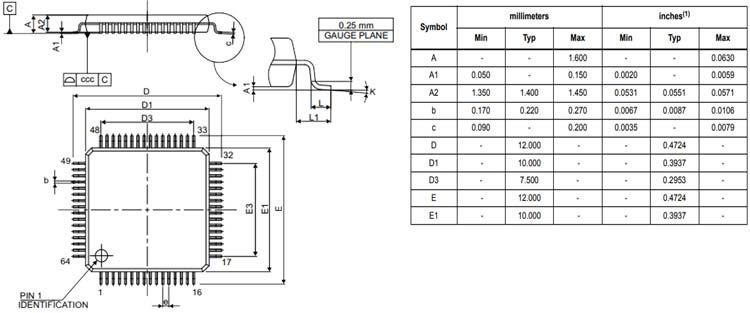 C
A
A2
A1
c
ccc C
0.25 mm
GAUGE PLANE
A1
K
L
L1
D
D1
D3
48
33
49
32
b
E3
E1
E
64
17
PIN 1
IDENTIFICATION
1
16
e
Symbol millimeters inches(1)
Min Typ Max Min Typ Max
A - - 1.600 - - 0.0630
A1 0.050 - 0.150 0.0020 - 0.0059
A2 1.350 1.400 1.450 0.0531 0.0551 0.0571
b 0.170 0.220 0.270 0.0067 0.0087 0.0106
c 0.090 - 0.200 0.0035 - 0.0079
D - 12.000 - - 0.4724 -
D1 - 10.000 - - 0.3937 -
D3 - 7.500 - - 0.2953 -
E - 12.000 - - 0.4724 -
E1 - 10.000 - - 0.3937 -